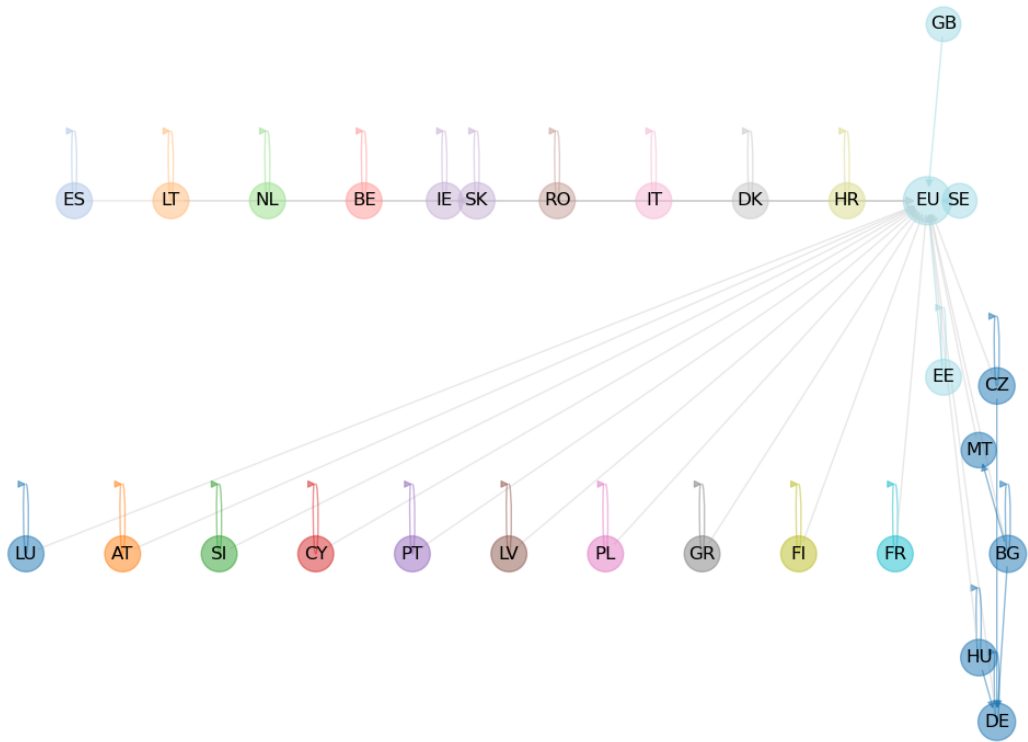 GB
ES LT NL BE IE SK RO IT DK HR EU SE
EE CZ
MT
LU AT SI CY PT LV PL GR FI FR BG
HU
DE